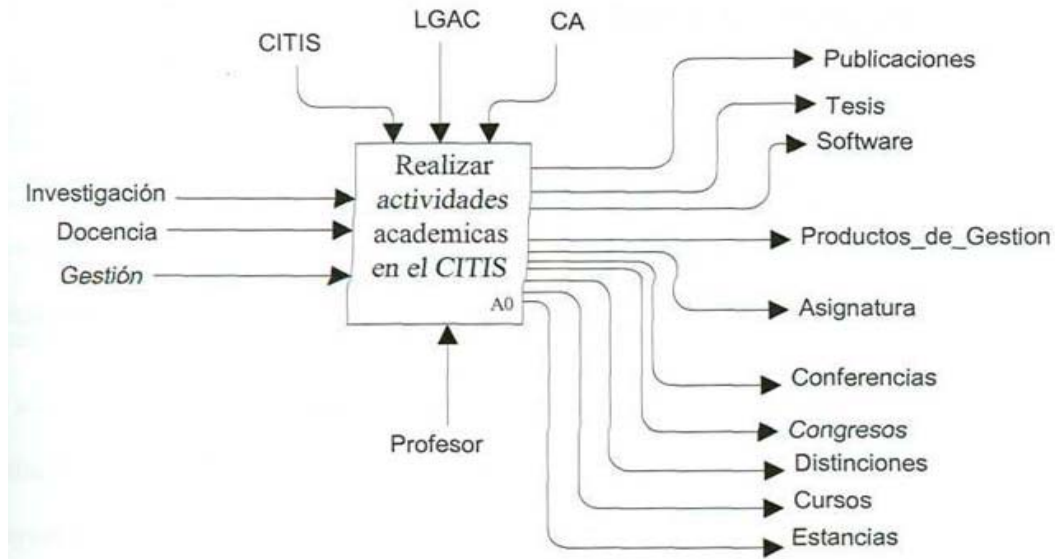 CITIS
LGAC
CA
Investigación
Docencia
Gestión
Realizar
actividades
academicas
en el CITIS
A0
Profesor
Publicaciones
Tesis
Software
Productos_de_Gestion
Asignatura
Conferencias
Congresos
Distinciones
Cursos
Estancias